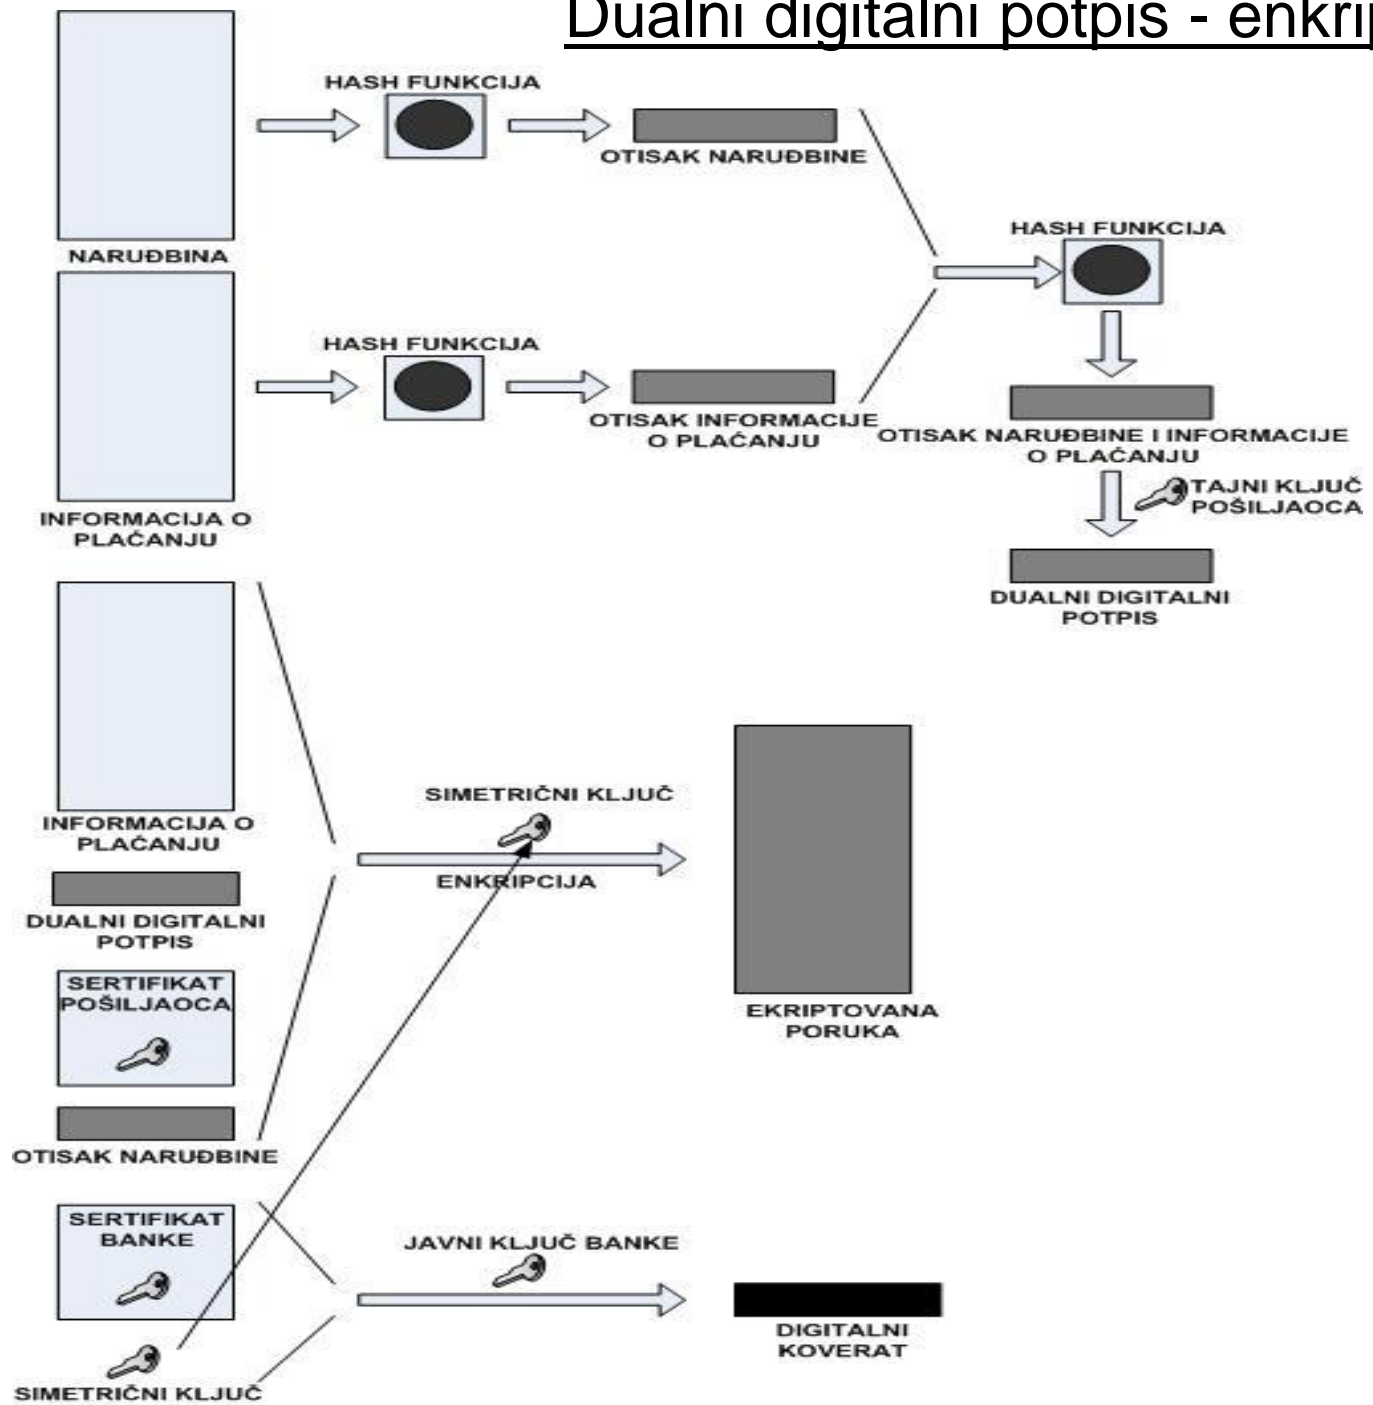 Dualni digitalni potpis - enkrip
HASH FUNKCIJA
OTISAK NARUĐBINE
NARUĐBINA
HASH FUNKCIJA
HASH FUNKCIJA
OTISAK INFORMACIJE
O PLAĆANJU
OTISAK NARUĐBINE I INFORMACIJE
O PLAĆANJU
INFORMACIJA O
PLAĆANJU
TAJNI KLJUČ
POŠILJAOCA
DUALNI DIGITALNI
POTPIS
INFORMACIJA O
PLAĆANJU
SIMETRIČNI KLJUČ
ENKRIPCIJA
DUALNI DIGITALNI
POTPIS
SERTIFIKAT
POŠILJAOCA
EKRIPTOVANA
PORUKA
OTISAK NARUĐBINE
SERTIFIKAT
BANKE
JAVNI KLJUČ BANKE
DIGITALNI
KOVERAT
SIMETRIČNI KLJUČ